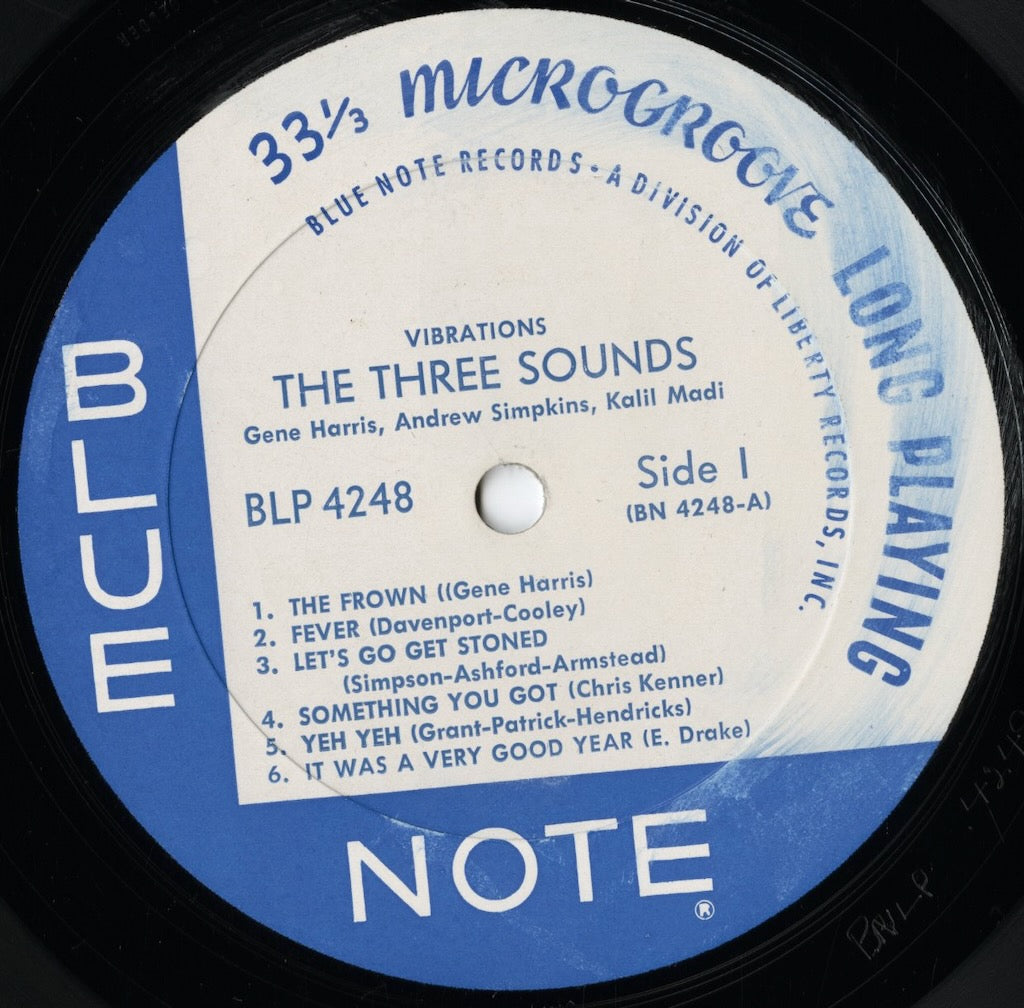 33⅓ MICROGROOVE LONG PLAYING
BLUE NOTE RECORDS • A DIVISION OF LIBERTY RECORDS, INC.
VIBRATIONS
THE THREE SOUNDS
Gene Harris, Andrew Simpkins, Kalil Madi
BLP 4248
Side 1
(BN 4248-A)
1. THE FROWN ((Gene Harris)
2. FEVER (Davenport-Cooley)
3. LET'S GO GET STONED
(Simpson-Ashford-Armstead)
4. SOMETHING YOU GOT (Chris Kenner)
5. YEH YEH (Grant-Patrick-Hendricks)
6. IT WAS A VERY GOOD YEAR (E. Drake)
BLUE
NOTE®